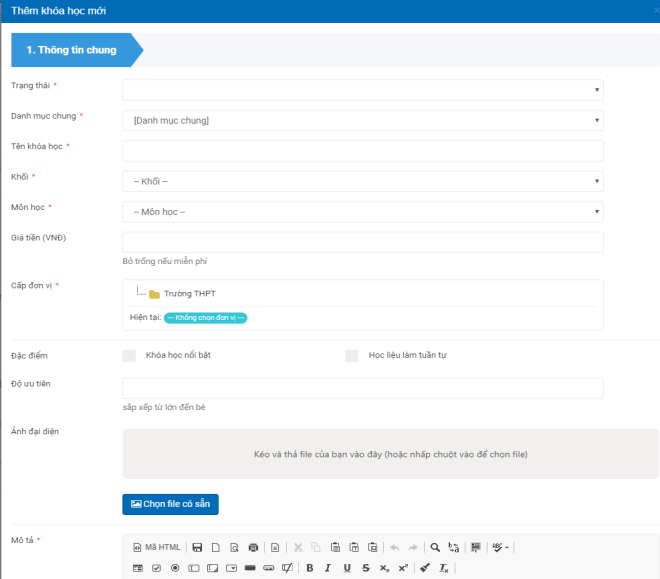 Thêm khóa học mới
×
1. Thông tin chung
Trạng thái *
Danh mục chung *
[Danh mục chung]
Tên khóa học *
Khối *
-- Khối --
Môn học *
-- Môn học --
Giá tiền (VNĐ)
Bỏ trống nếu miễn phí
Cấp đơn vị *
Trường THPT
Hiện tại: -- Không chọn đơn vị --
Đặc điểm
Khóa học nổi bật
Học liệu làm tuần tự
Độ ưu tiên
sắp xếp từ lớn đến bé
Ảnh đại diện
Kéo và thả file của bạn vào đây (hoặc nhấp chuột vào để chọn file)
Chọn file có sẵn
Mô tả *
Mã HTML
B I U S x₂ x² Tx